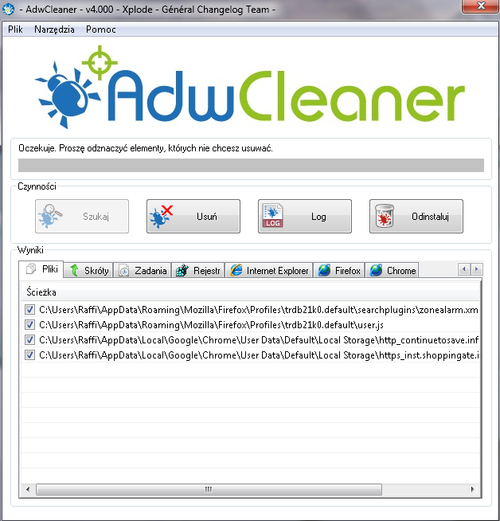 - AdwCleaner - v4.000 - Xplode - Général Changelog Team -
Plik Narzędzia Pomoc
AdwCleaner
Oczekuje. Proszę odznaczyć elementy, których nie chcesz usuwać.
Czynności
Szukaj Usuń LOG Log Odinstaluj
Wyniki
Pliki Skróty Zadania Rejestr Internet Explorer Firefox Chrome
Ścieżka
C:\Users\Raffi\AppData\Roaming\Mozilla\Firefox\Profiles\trdb21k0.default\searchplugins\zonealarm.xm
C:\Users\Raffi\AppData\Roaming\Mozilla\Firefox\Profiles\trdb21k0.default\user.js
C:\Users\Raffi\AppData\Local\Google\Chrome\User Data\Default\Local Storage\http_continuetosave.inf
C:\Users\Raffi\AppData\Local\Google\Chrome\User Data\Default\Local Storage\https_inst.shoppingate.i